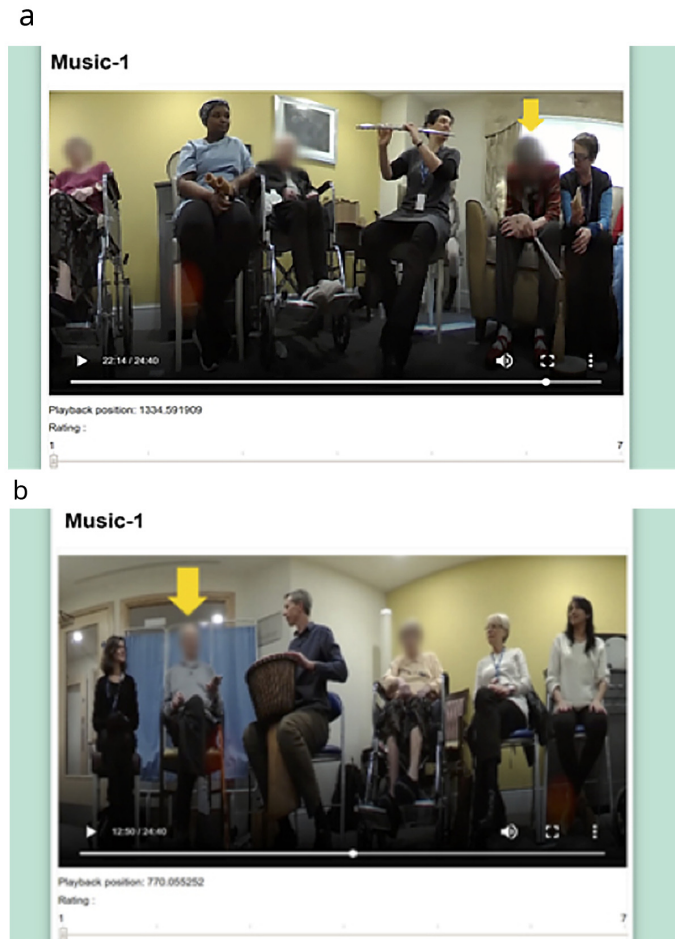 a
Music-1
22:14 / 24:40
Playback position: 1334.591909
Rating :
1 7
b
Music-1
12:50 / 24:40
Playback position: 770.055252
Rating :
1 7